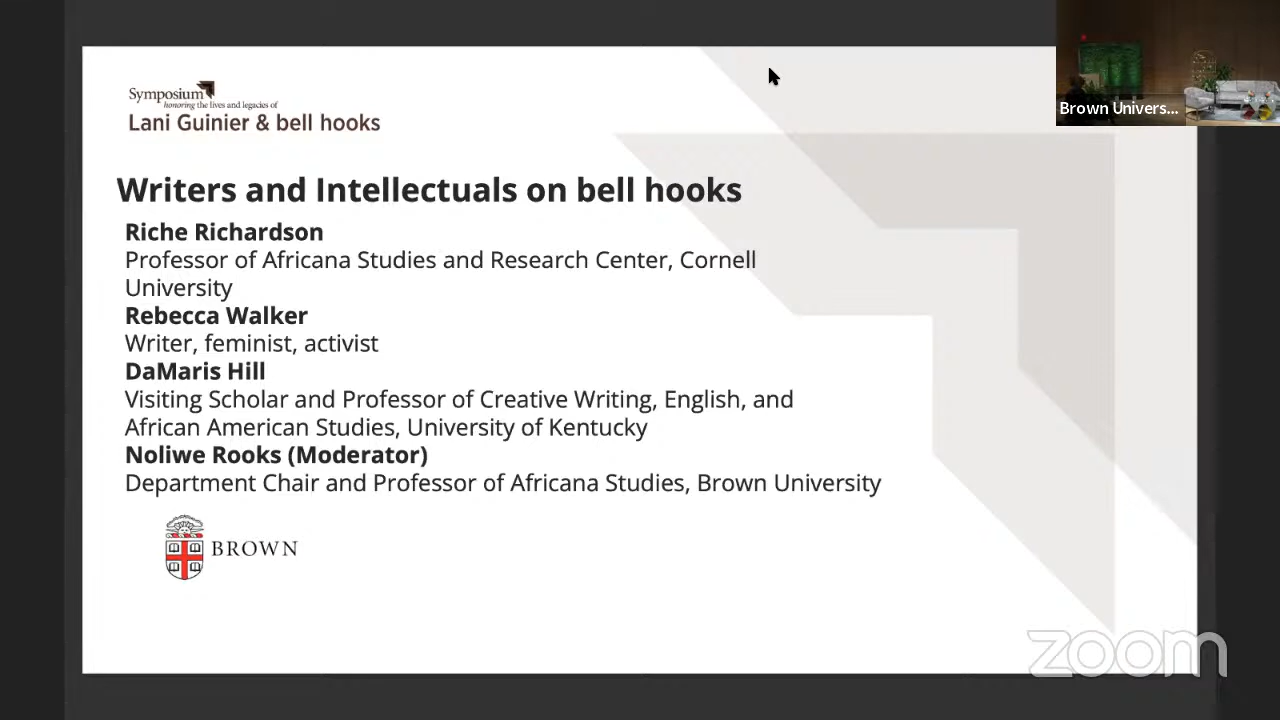 Symposium
honoring the lives and legacies of
Lani Guinier & bell hooks
Brown Univers...
Writers and Intellectuals on bell hooks
Riche Richardson
Professor of Africana Studies and Research Center, Cornell
University
Rebecca Walker
Writer, feminist, activist
DaMaris Hill
Visiting Scholar and Professor of Creative Writing, English, and
African American Studies, University of Kentucky
Noliwe Rooks (Moderator)
Department Chair and Professor of Africana Studies, Brown University
BROWN
zoom